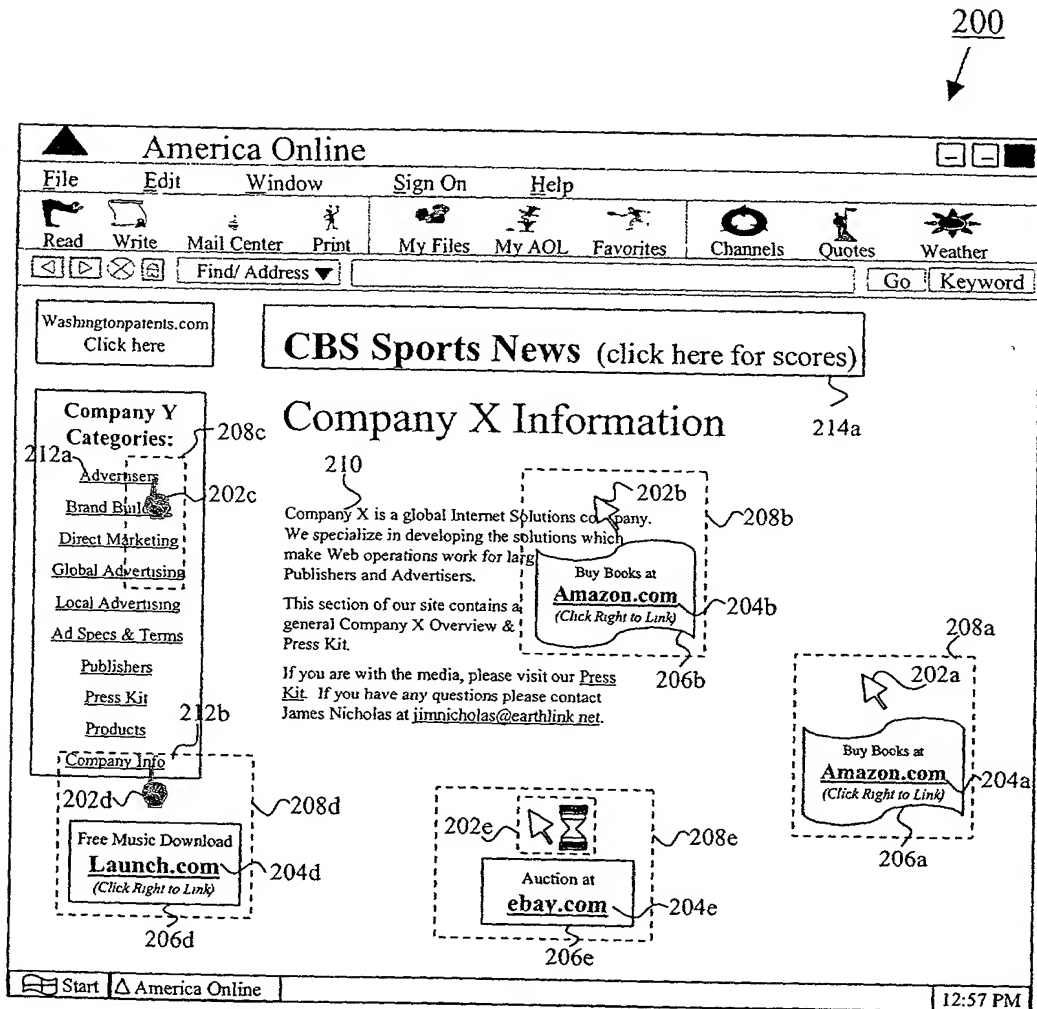 200
America Online
File Edit Window Sign On Help
Read Write Mail Center Print My Files My AOL Favorites Channels Quotes Weather
Find/ Address Go Keyword
Washingtonpatents.com
Click here
CBS Sports News (click here for scores)
214a
Company X Information
Company Y
Categories:
208c
212a
Advertisers
202c
Brand Build
Direct Marketing
Global Advertising
Local Advertising
Ad Specs & Terms
Publishers
Press Kit
Products
212b
Company Info
210
Company X is a global Internet Solutions company.
We specialize in developing the solutions which
make Web operations work for larg
Publishers and Advertisers.
This section of our site contains a
general Company X Overview &
Press Kit.
If you are with the media, please visit our Press
Kit. If you have any questions please contact
James Nicholas at jimnicholas@earthlink.net.
202b
208b
Buy Books at
Amazon.com
(Click Right to Link)
204b
206b
208a
202a
Buy Books at
Amazon.com
(Click Right to Link)
204a
206a
202d
208d
Free Music Download
Launch.com
(Click Right to Link)
204d
206d
202e
208e
Auction at
ebay.com
204e
206e
Start America Online 12:57 PM